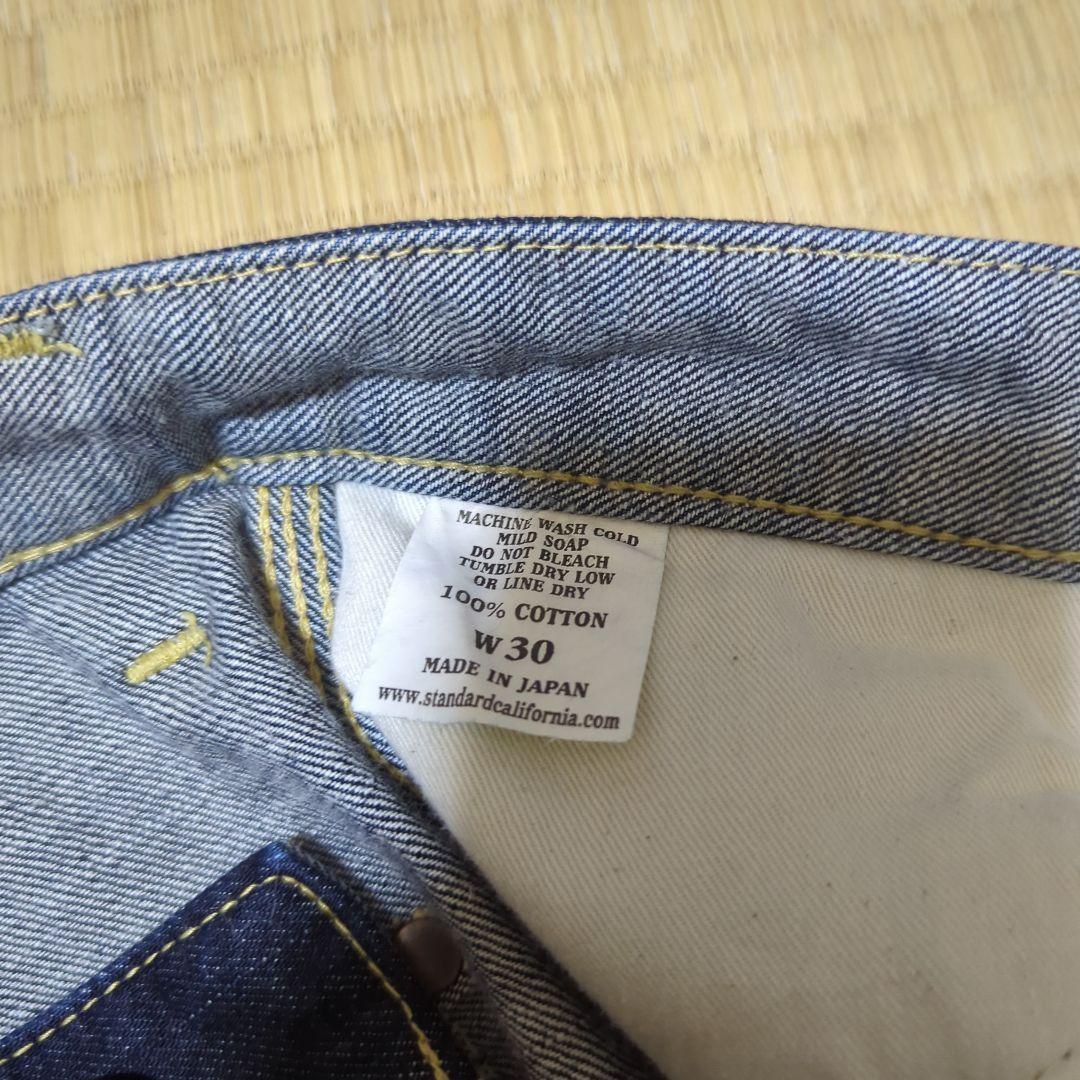 MACHINE WASH COLD
MILD SOAP
DO NOT BLEACH
TUMBLE DRY LOW
OR LINE DRY
100% COTTON
W 30
MADE IN JAPAN
www.standardcalifornia.com